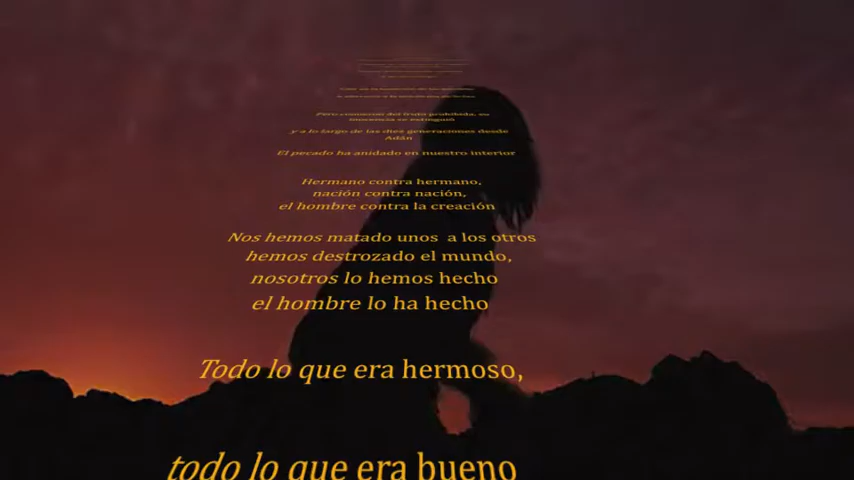 Pero comieron del fruto prohibido, su
inocencia se extinguió
y a lo largo de las diez generaciones desde
Adán
El pecado ha anidado en nuestro interior
Hermano contra hermano,
nación contra nación,
el hombre contra la creación
Nos hemos matado unos a los otros
hemos destrozado el mundo,
nosotros lo hemos hecho
el hombre lo ha hecho
Todo lo que era hermoso,
todo lo que era bueno